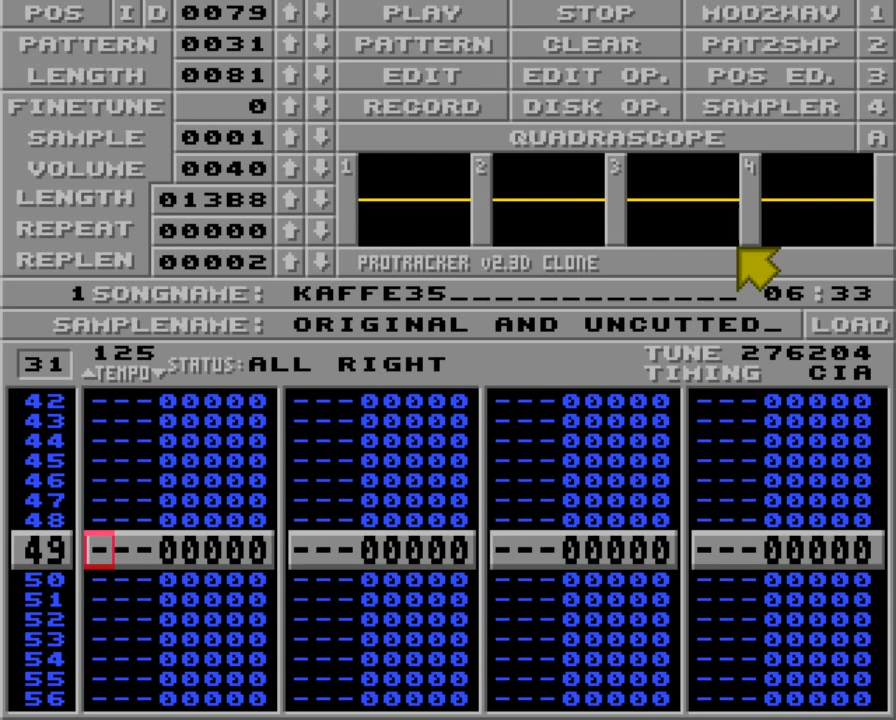 POS I D 0079 PLAY STOP MOD2WAV 1
PATTERN 0031 PATTERN CLEAR PAT2SMP 2
LENGTH 0081 EDIT EDIT OP. POS ED. 3
FINETUNE 0 RECORD DISK OP. SAMPLER 4
SAMPLE 0001 QUADRASCOPE A
VOLUME 0040 1 2 3 4
LENGTH 013B8
REPEAT 00000
REPLEN 00002 PROTRACKER v2.3D CLONE
1 SONGNAME: KAFFE35_____________ 06:33
SAMPLENAME: ORIGINAL AND UNCUTTED_ LOAD
31 125 TUNE 276204
TEMPO STATUS: ALL RIGHT TIMING CIA
42 ---00000 ---00000 ---00000 ---00000
43 ---00000 ---00000 ---00000 ---00000
44 ---00000 ---00000 ---00000 ---00000
45 ---00000 ---00000 ---00000 ---00000
46 ---00000 ---00000 ---00000 ---00000
47 ---00000 ---00000 ---00000 ---00000
48 ---00000 ---00000 ---00000 ---00000
49 ---00000 ---00000 ---00000 ---00000
50 ---00000 ---00000 ---00000 ---00000
51 ---00000 ---00000 ---00000 ---00000
52 ---00000 ---00000 ---00000 ---00000
53 ---00000 ---00000 ---00000 ---00000
54 ---00000 ---00000 ---00000 ---00000
55 ---00000 ---00000 ---00000 ---00000
56 ---00000 ---00000 ---00000 ---00000